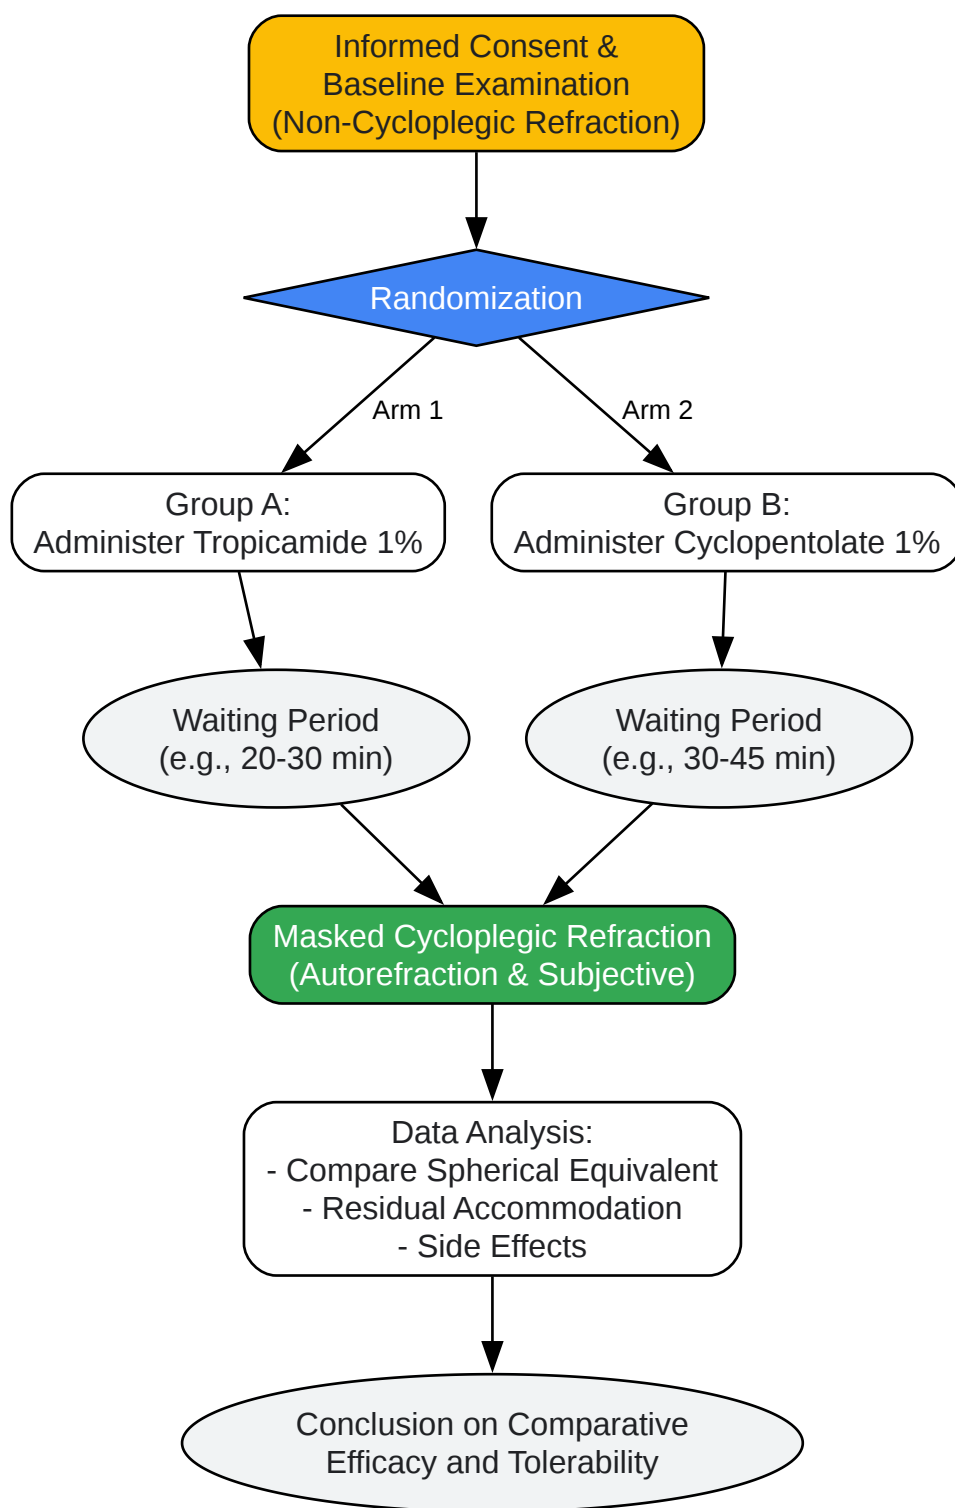 Informed Consent &
Baseline Examination
(Non-Cycloplegic Refraction)
Randomization
Arm 1
Arm 2
Group A:
Administer Tropicamide 1%
Group B:
Administer Cyclopentolate 1%
Waiting Period
(e.g., 20-30 min)
Waiting Period
(e.g., 30-45 min)
Masked Cycloplegic Refraction
(Autorefraction & Subjective)
Data Analysis:
- Compare Spherical Equivalent
- Residual Accommodation
- Side Effects
Conclusion on Comparative
Efficacy and Tolerability